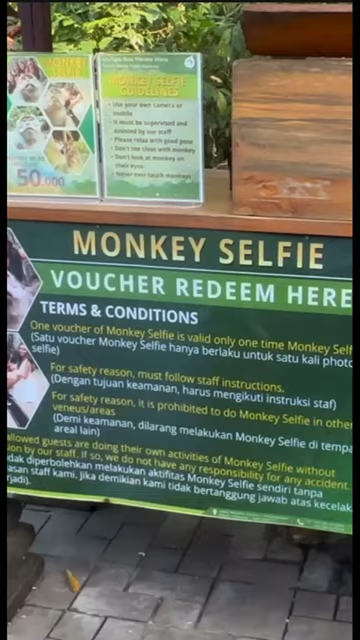 MONKEY
SELFIE
50.000
MONKEY SELFIE
GUIDELINES
• Use your own camera or
mobile
• It must be supervised and
assisted by our staff
• Please relax with good pose
• Don't too close with monkey
• Don't look at monkey on
their eyes
• Never ever touch monkeys
MONKEY SELFIE
VOUCHER REDEEM HERE
TERMS & CONDITIONS
One voucher of Monkey Selfie is valid only one time Monkey Self
(Satu voucher Monkey Selfie hanya berlaku untuk satu kali photo
selfie)
For safety reason, must follow staff instructions.
(Dengan tujuan keamanan, harus mengikuti instruksi staf)
For safety reason, it is prohibited to do Monkey Selfie in other
veneus/areas
(Demi keamanan, dilarang melakukan Monkey Selfie di tempa
areal lain)
allowed guests are doing their own activities of Monkey Selfie without
ion by our staff. If so, we do not have any responsibility for any accident.
dak diperbolehkan melakukan aktifitas Monkey Selfie sendiri tanpa
asan staff kami. Jika demikian kami tidak bertanggung jawab atas kecelak
rjadi).